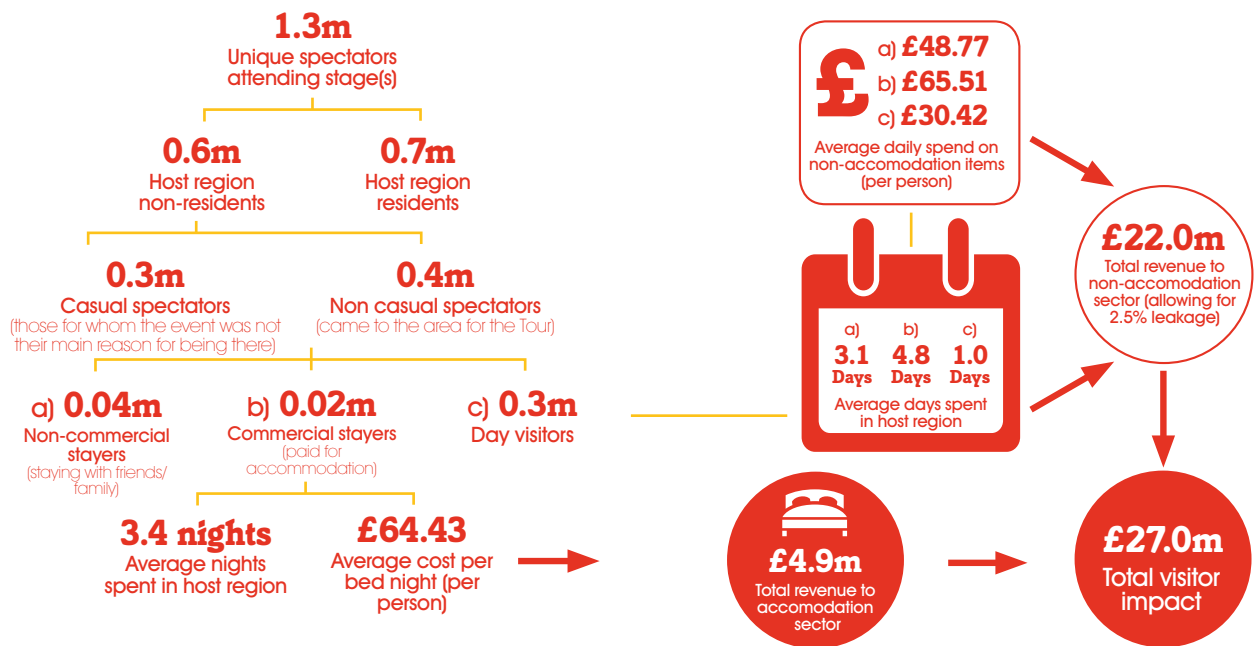 1.3m
Unique spectators
attending stage(s)
0.6m
Host region
non-residents
0.7m
Host region
residents
0.3m
Casual spectators
(those for whom the event was not
their main reason for being there)
0.4m
Non casual spectators
(came to the area for the Tour)
a) 0.04m
Non-commercial
stayers
(staying with friends/
family)
b) 0.02m
Commercial stayers
(paid for
accommodation)
c) 0.3m
Day visitors
3.4 nights
Average nights
spent in host region
£64.43
Average cost per
bed night (per
person)
£
a) £48.77
b) £65.51
c) £30.42
Average daily spend on
non-accomodation items
(per person)
a) b) c)
3.1 4.8 1.0
Days Days Days
Average days spent
in host region
£22.0m
Total revenue to
non-accomodation
sector (allowing for
2.5% leakage)
£4.9m
Total revenue to
accomodation
sector
£27.0m
Total visitor
impact